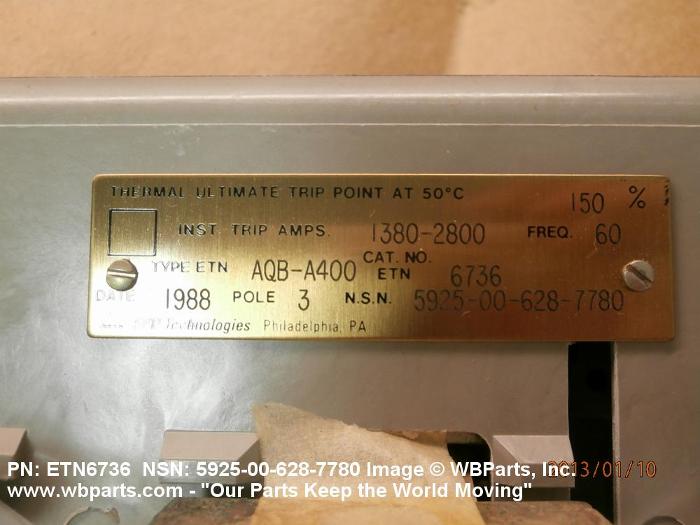 THERMAL ULTIMATE TRIP POINT AT 50°C 150 %
INST. TRIP AMPS. 1380-2800 FREQ. 60
TYPE ETN AQB-A400 CAT. NO. ETN 6736
DATE 1988 POLE 3 N.S.N. 5925-00-628-7780
Technologies Philadelphia, PA
PN: ETN6736 NSN: 5925-00-628-7780 Image © WBParts, Inc.
2013/01/10
www.wbparts.com - "Our Parts Keep the World Moving"